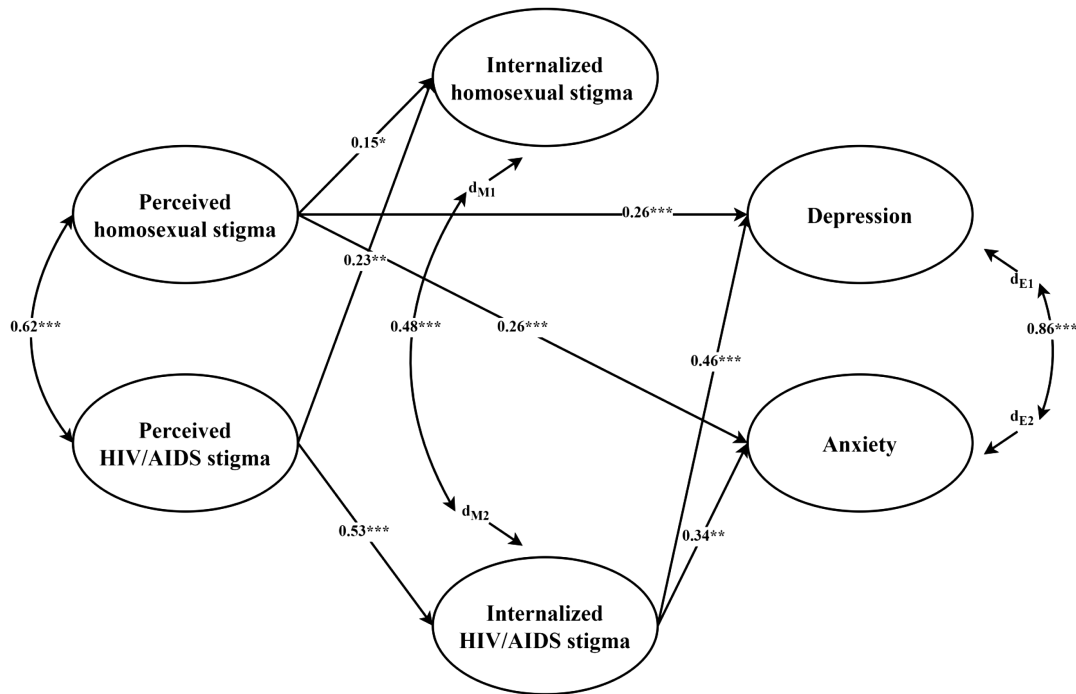 Internalized
homosexual stigma
0.15*
d_M1
Perceived
homosexual stigma
0.26***
Depression
0.23**
d_E1
0.62***
0.48***
0.26***
0.86***
0.46***
Perceived
HIV/AIDS stigma
Anxiety
d_E2
d_M2
0.53***
0.34**
Internalized
HIV/AIDS stigma